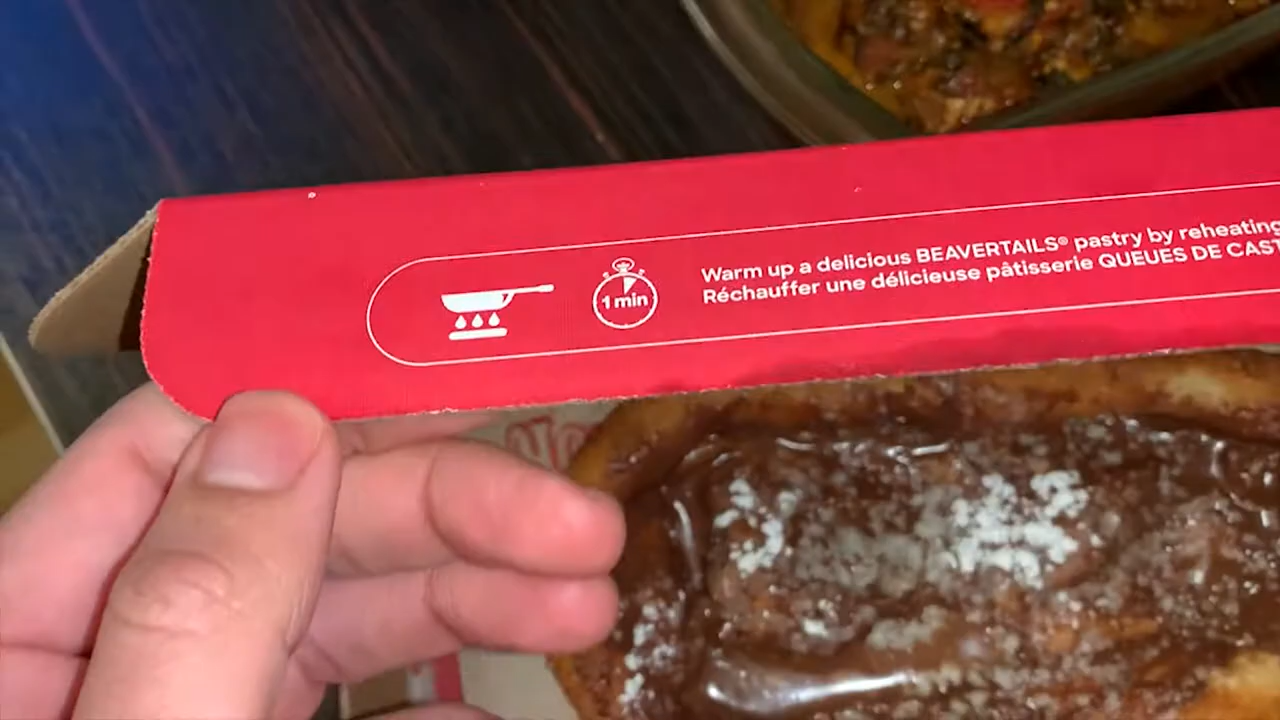 1 min
Warm up a delicious BEAVERTAILS® pastry by reheating
Réchauffer une délicieuse pâtisserie QUEUES DE CAST